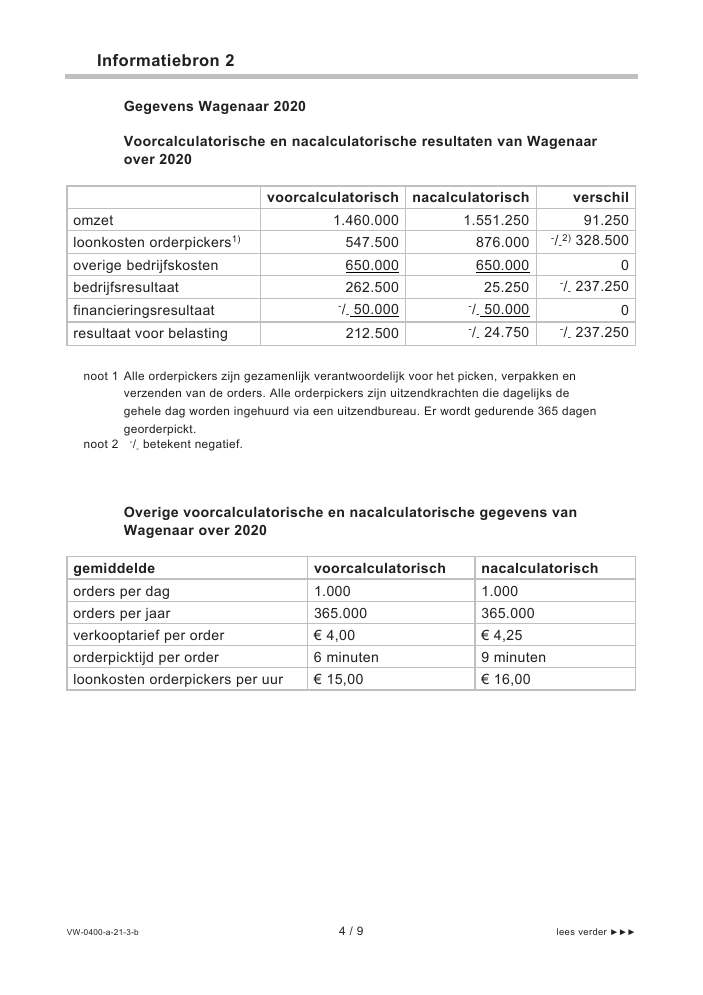 Informatiebron 2
Gegevens Wagenaar 2020
Voorcalculatorische en nacalculatorische resultaten van Wagenaar
over 2020
voorcalculatorisch nacalculatorisch verschil
omzet 1.460.000 1.551.250 91.250
loonkosten orderpickers1) 547.500 876.000 -/-2) 328.500
overige bedrijfskosten 650.000 650.000 0
bedrijfsresultaat 262.500 25.250 -/- 237.250
financieringsresultaat -/- 50.000 -/- 50.000 0
resultaat voor belasting 212.500 -/- 24.750 -/- 237.250
noot 1 Alle orderpickers zijn gezamenlijk verantwoordelijk voor het picken, verpakken en
verzenden van de orders. Alle orderpickers zijn uitzendkrachten die dagelijks de
gehele dag worden ingehuurd via een uitzendbureau. Er wordt gedurende 365 dagen
georderpickt.
noot 2 -/- betekent negatief.
Overige voorcalculatorische en nacalculatorische gegevens van
Wagenaar over 2020
gemiddelde voorcalculatorisch nacalculatorisch
orders per dag 1.000 1.000
orders per jaar 365.000 365.000
verkooptarief per order € 4,00 € 4,25
orderpicktijd per order 6 minuten 9 minuten
loonkosten orderpickers per uur € 15,00 € 16,00
VW-0400-a-21-3-b 4 / 9 lees verder ►►►